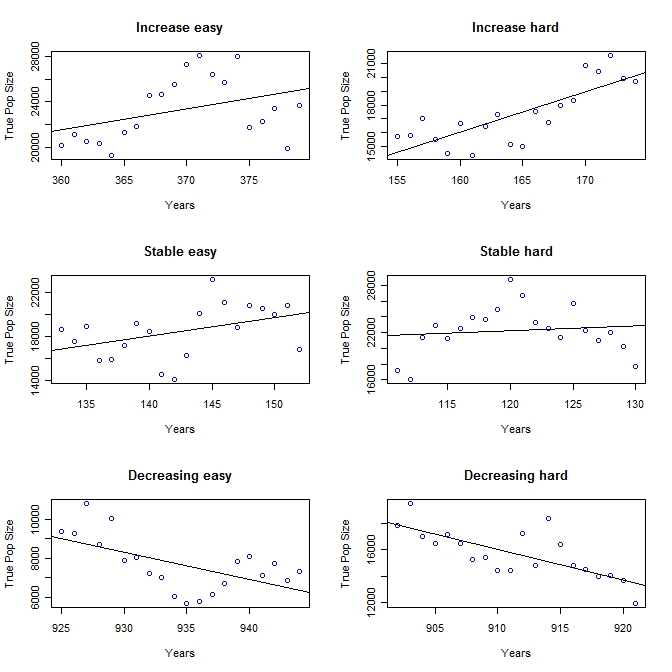 Increase easy
True Pop Size
20000 24000 28000
360 365 370 375
Years
Increase hard
True Pop Size
15000 18000 21000
155 160 165 170
Years
Stable easy
True Pop Size
14000 18000 22000
135 140 145 150
Years
Stable hard
True Pop Size
16000 22000 28000
115 120 125 130
Years
Decreasing easy
True Pop Size
6000 8000 10000
925 930 935 940
Years
Decreasing hard
True Pop Size
12000 16000
905 910 915 920
Years